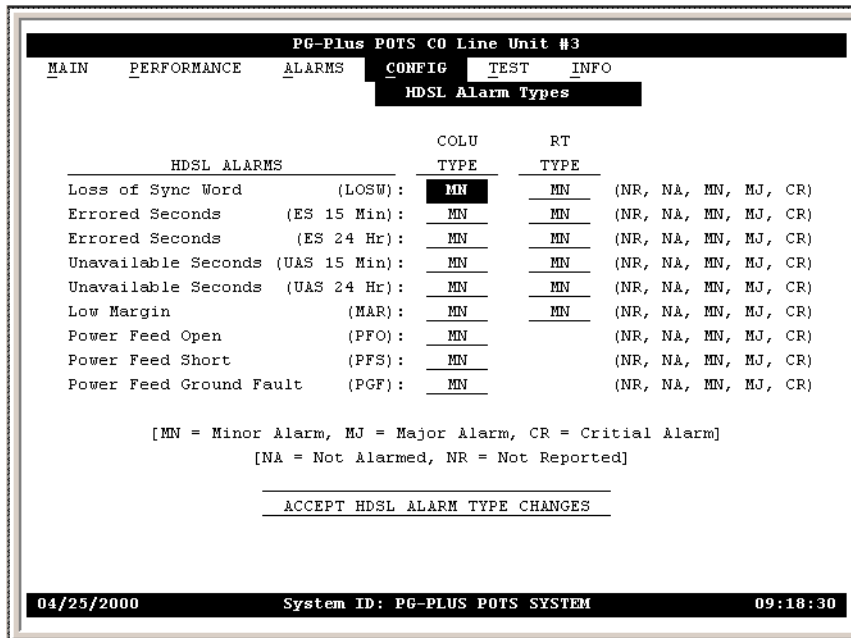 PG-Plus POTS CO Line Unit #3
MAIN PERFORMANCE ALARMS CONFIG TEST INFO
HDSL Alarm Types
COLU RT
HDSL ALARMS TYPE TYPE
Loss of Sync Word (LOSW): MN MN (NR, NA, MN, MJ, CR)
Errored Seconds (ES 15 Min): MN MN (NR, NA, MN, MJ, CR)
Errored Seconds (ES 24 Hr): MN MN (NR, NA, MN, MJ, CR)
Unavailable Seconds (UAS 15 Min): MN MN (NR, NA, MN, MJ, CR)
Unavailable Seconds (UAS 24 Hr): MN MN (NR, NA, MN, MJ, CR)
Low Margin (MAR): MN MN (NR, NA, MN, MJ, CR)
Power Feed Open (PFO): MN (NR, NA, MN, MJ, CR)
Power Feed Short (PFS): MN (NR, NA, MN, MJ, CR)
Power Feed Ground Fault (PGF): MN (NR, NA, MN, MJ, CR)
[MN = Minor Alarm, MJ = Major Alarm, CR = Critial Alarm]
[NA = Not Alarmed, NR = Not Reported]
ACCEPT HDSL ALARM TYPE CHANGES
04/25/2000 System ID: PG-PLUS POTS SYSTEM 09:18:30